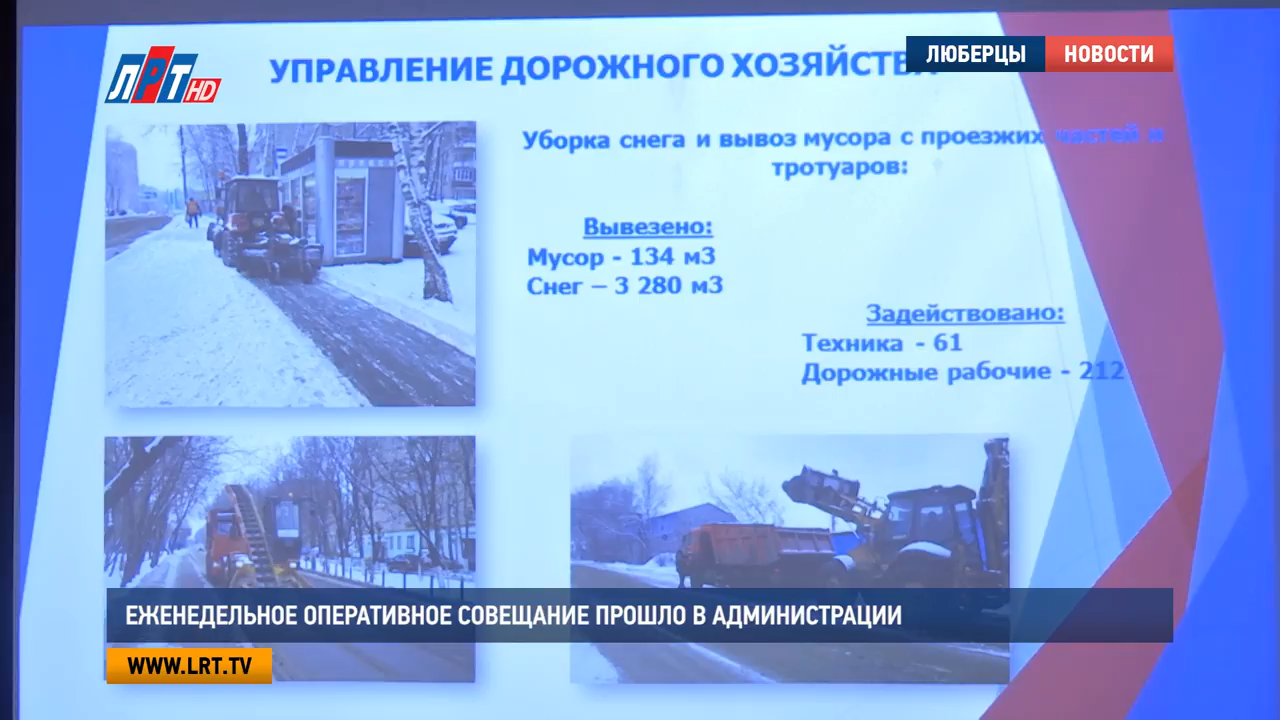 ЛРТ HD
УПРАВЛЕНИЕ ДОРОЖНОГО ХОЗЯЙСТВА
ЛЮБЕРЦЫ НОВОСТИ
Уборка снега и вывоз мусора с проезжих частей и
тротуаров:
Вывезено:
Мусор - 134 м3
Снег – 3 280 м3
Задействовано:
Техника - 61
Дорожные рабочие - 212
ЕЖЕНЕДЕЛЬНОЕ ОПЕРАТИВНОЕ СОВЕЩАНИЕ ПРОШЛО В АДМИНИСТРАЦИИ
WWW.LRT.TV